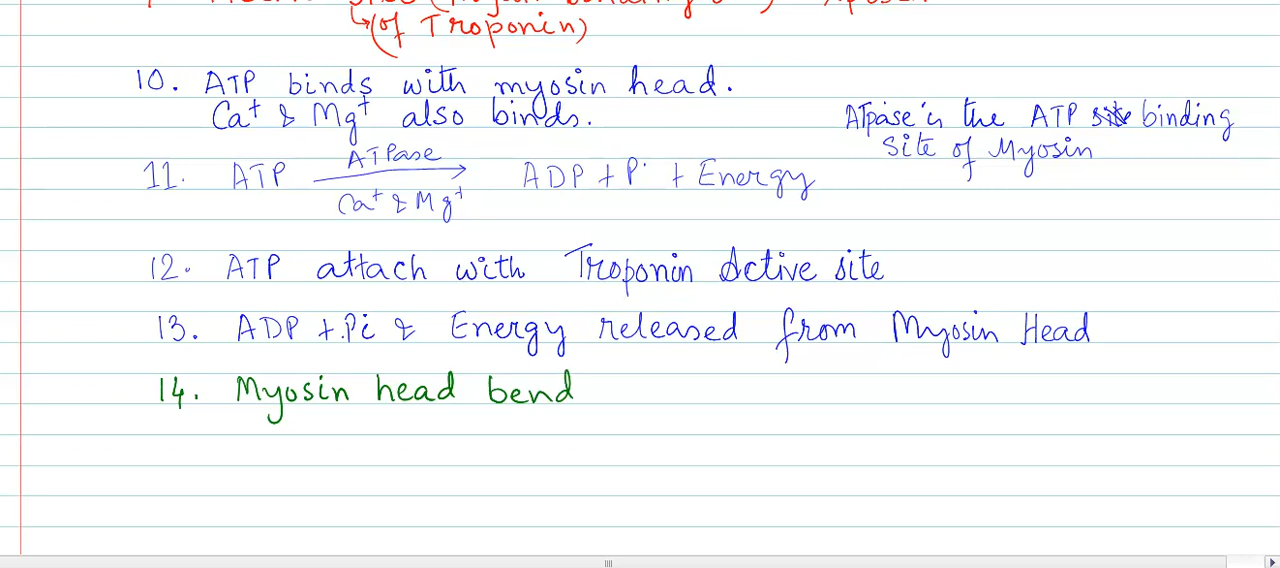 (of Troponin)
10. ATP binds with myosin head.
Ca+ & Mg+ also binds.
ATPase is the ATP binding
site of Myosin
11. ATP ATPase ADP + Pi + Energy
Ca+ & Mg+
12. ATP attach with Troponin Active site
13. ADP + Pi & Energy released from Myosin Head
14. Myosin head bend